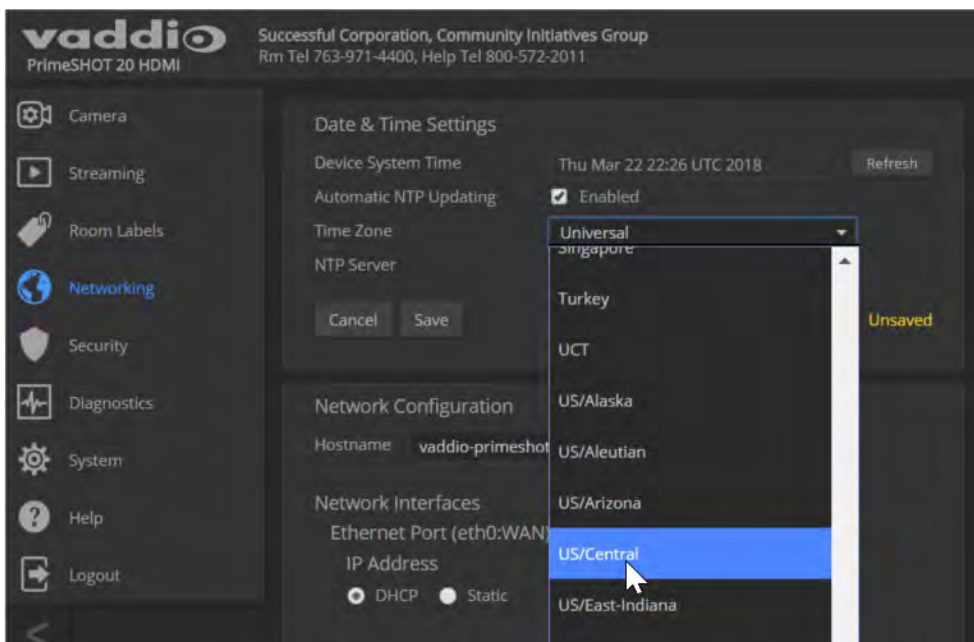 vaddio
PrimeSHOT 20 HDMI
Successful Corporation, Community Initiatives Group
Rm Tel 763-971-4400, Help Tel 800-572-2011
Camera
Streaming
Room Labels
Networking
Security
Diagnostics
System
Help
Logout
<
Date & Time Settings
Device System Time Thu Mar 22 22:26 UTC 2018 Refresh
Automatic NTP Updating Enabled
Time Zone Universal
NTP Server
Cancel Save Unsaved
Singapore
Turkey
UCT
US/Alaska
US/Aleutian
US/Arizona
US/Central
US/East-Indiana
Network Configuration
Hostname vaddio-primeshot
Network Interfaces
Ethernet Port (eth0:WAN)
IP Address
DHCP Static